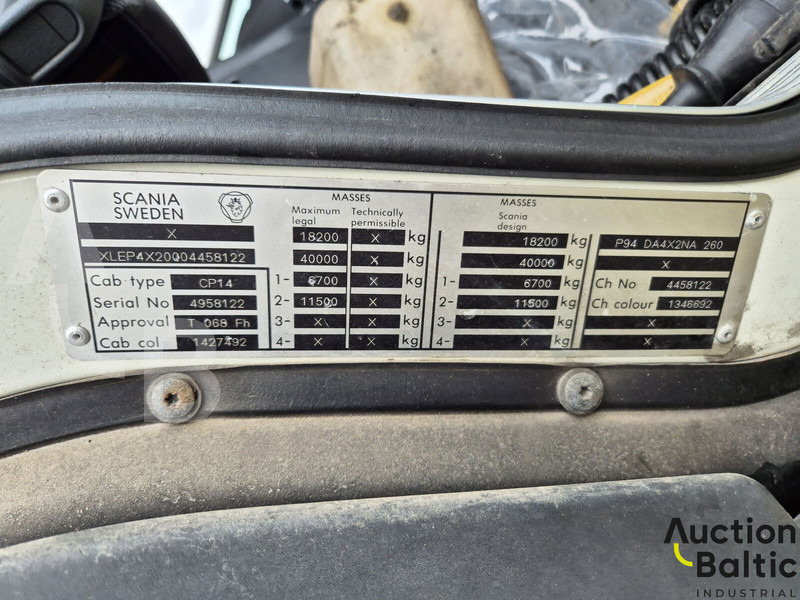 SCANIA
SWEDEN
X
XLEP4X20004458122
Cab type CP14
Serial No 4958122
Approval T 068 Fh
Cab col 1427492
MASSES
Maximum legal Technically permissible
18200 X kg
40000 X kg
1- 6700 X kg
2- 11500 X kg
3- X X kg
4- X X kg
MASSES
Scania design
18200 kg
40000 kg
1- 6700 kg
2- 11500 kg
3- X kg
4- X kg
P94 DA4X2NA 260
X
Ch No 4458122
Ch colour 1346692
X
X
Auction
Baltic
INDUSTRIAL